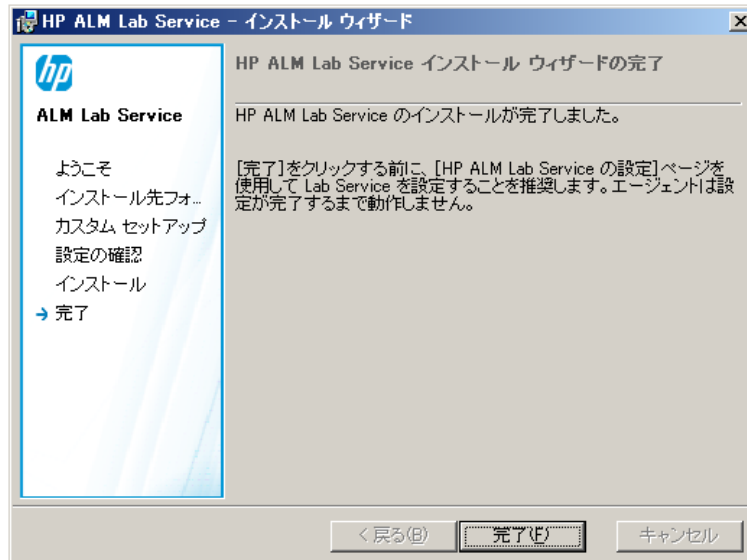 HP ALM Lab Service - インストール ウィザード
hp
HP ALM Lab Service インストール ウィザードの完了
ALM Lab Service
HP ALM Lab Service のインストールが完了しました。
[完了]をクリックする前に、[HP ALM Lab Service の設定]ページを
使用して Lab Service を設定することを推奨します。エージェントは設
定が完了するまで動作しません。
ようこそ
インストール先フォ...
カスタム セットアップ
設定の確認
インストール
完了
< 戻る(B)
完了(F)
キャンセル